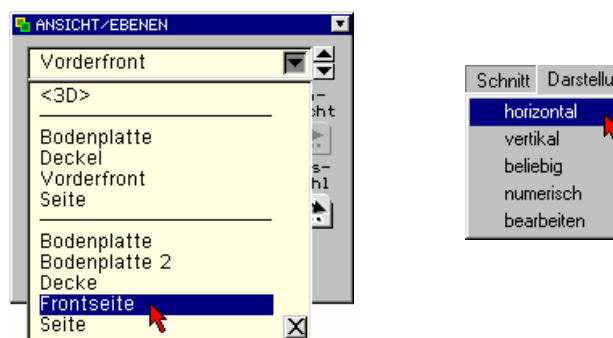 ANSICHT/EBENEN
Vorderfront
<3D>
Bodenplatte
Deckel
Vorderfront
Seite
Bodenplatte
Bodenplatte 2
Decke
Frontseite
Seite
Schnitt Darstellu
horizontal
vertikal
beliebig
numerisch
bearbeiten